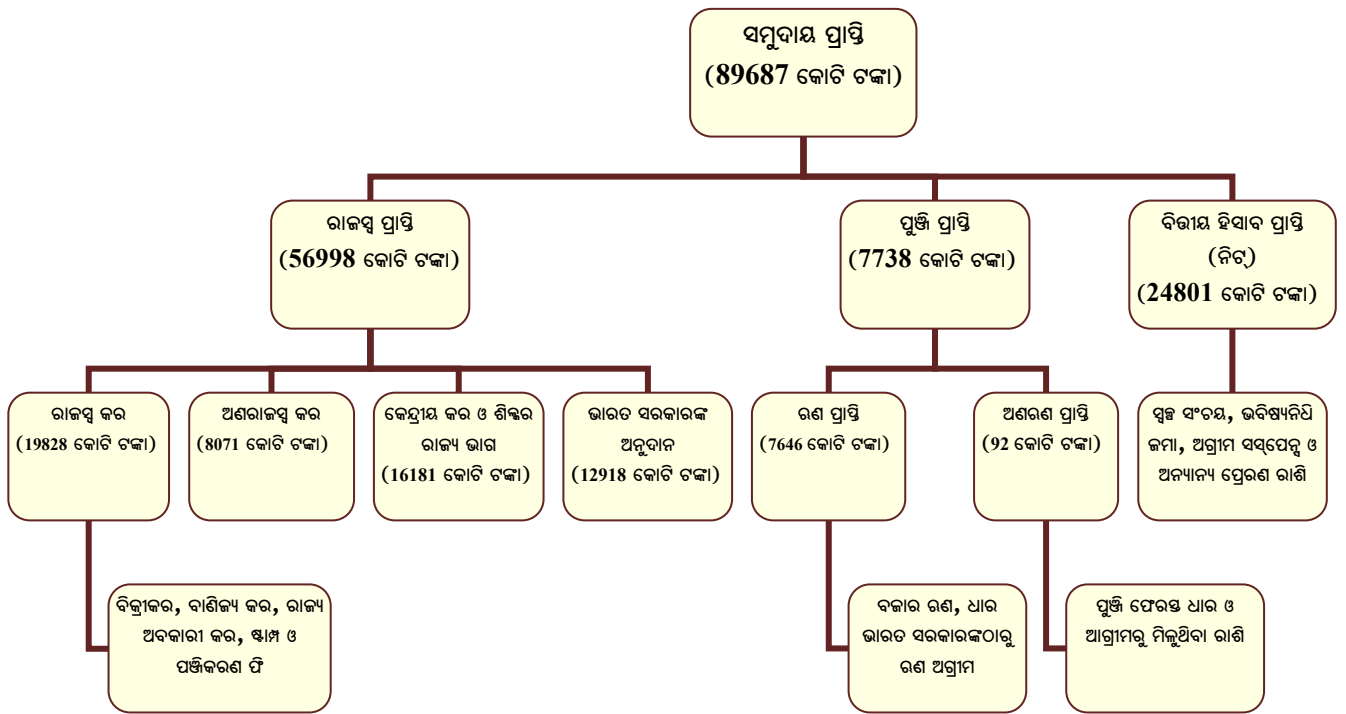 ସମୁଦାୟ ପ୍ରାପ୍ତି
(89687 କୋଟି ଟଙ୍କା)
ରାଜସ୍ୱ ପ୍ରାପ୍ତି
(56998 କୋଟି ଟଙ୍କା)
ପୁଞ୍ଜି ପ୍ରାପ୍ତି
(7738 କୋଟି ଟଙ୍କା)
ବିତ୍ତୀୟ ହିସାବ ପ୍ରାପ୍ତି
(ନିଟ୍)
(24801 କୋଟି ଟଙ୍କା)
ରାଜସ୍ୱ କର
(19828 କୋଟି ଟଙ୍କା)
ଅଣରାଜସ୍ୱ କର
(8071 କୋଟି ଟଙ୍କା)
କେନ୍ଦ୍ରୀୟ କର ଓ ଶିଳ୍କର
ରାଜ୍ୟ ଭାଗ
(16181 କୋଟି ଟଙ୍କା)
ଭାରତ ସରକାରଙ୍କ
ଅନୁଦାନ
(12918 କୋଟି ଟଙ୍କା)
ଋଣ ପ୍ରାପ୍ତି
(7646 କୋଟି ଟଙ୍କା)
ଅଣଋଣ ପ୍ରାପ୍ତି
(92 କୋଟି ଟଙ୍କା)
ସ୍ୱଳ୍ପ ସଂଚୟ, ଭବିଷ୍ୟନିଧି
ଜମା, ଅଗ୍ରୀମ ସସ୍‌ପେନ୍ସ ଓ
ଅନ୍ୟାନ୍ୟ ପ୍ରେରଣ ରାଶି
ବିକ୍ରୀକର, ବାଣିଜ୍ୟ କର, ରାଜ୍ୟ
ଅବକାରୀ କର, ଷ୍ଟାମ୍ପ ଓ
ପଞ୍ଜିକରଣ ଫି
ବଜାର ଋଣ, ଧାର
ଭାରତ ସରକାରଙ୍କଠାରୁ
ଋଣ ଅଗ୍ରୀମ
ପୁଞ୍ଜି ଫେରସ୍ତ ଧାର ଓ
ଆଗ୍ରୀମରୁ ମିଳୁଥିବା ରାଶି